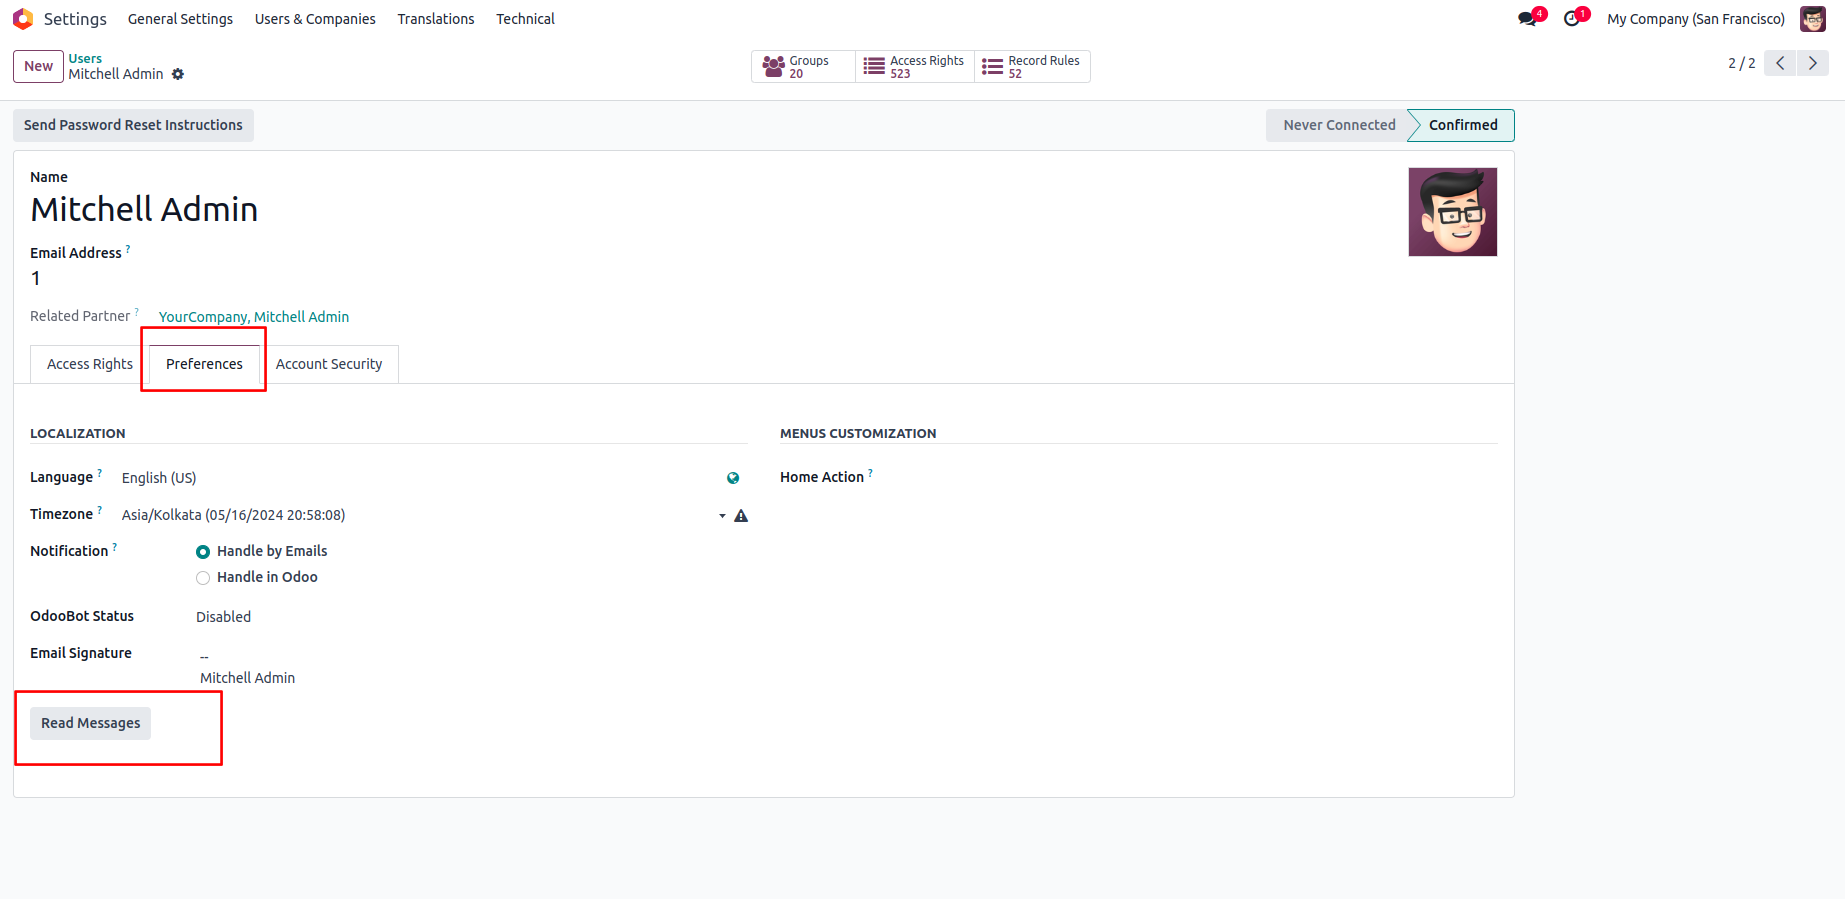 Settings General Settings Users & Companies Translations Technical 4 1 My Company (San Francisco)
New Users
Mitchell Admin
Groups 20 Access Rights 523 Record Rules 52
2 / 2
Send Password Reset Instructions Never Connected Confirmed
Name
Mitchell Admin
Email Address ?
1
Related Partner ? YourCompany, Mitchell Admin
Access Rights Preferences Account Security
LOCALIZATION MENUS CUSTOMIZATION
Language ? English (US) Home Action ?
Timezone ? Asia/Kolkata (05/16/2024 20:58:08)
Notification ? Handle by Emails
Handle in Odoo
OdooBot Status Disabled
Email Signature --
Mitchell Admin
Read Messages